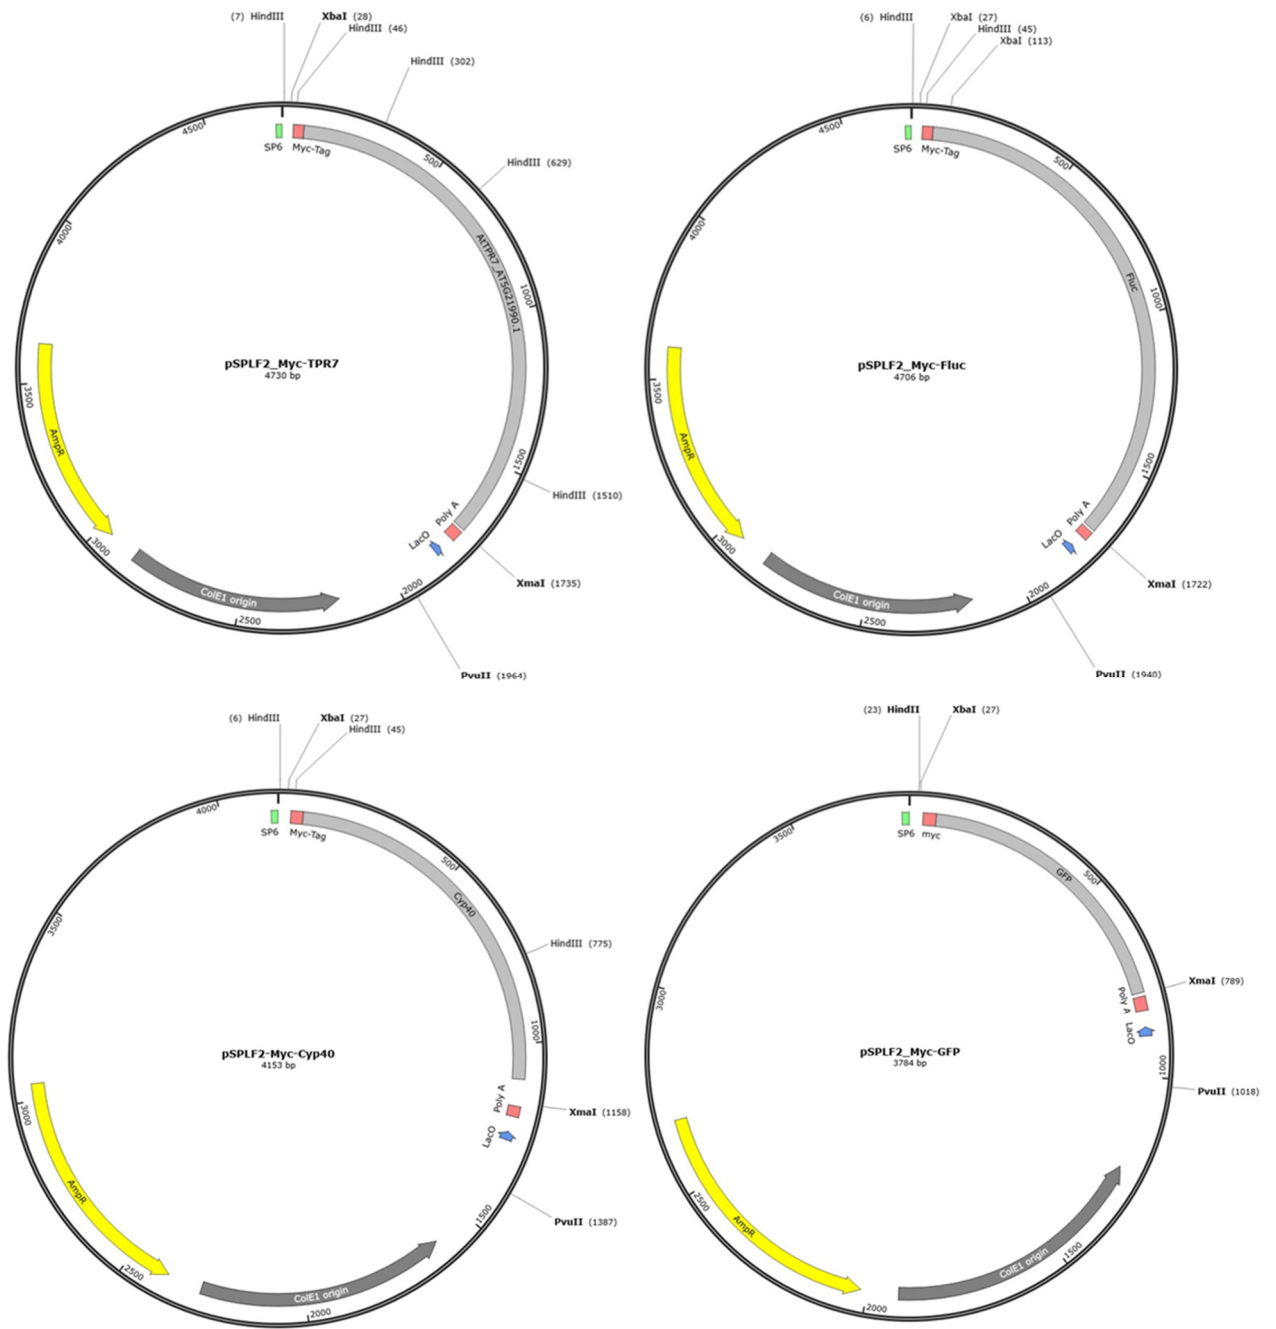 (7) HindIII
XbaI (28)
HindIII (46)
HindIII (302)
HindIII (629)
HindIII (1510)
XmaI (1735)
PvuII (1964)
SP6
Myc-Tag
AtTPR7_AT5G21990.1
Poly A
LacO
ColE1 origin
AmpR
500
1000
1500
2000
2500
3000
3500
4000
4500
pSPLF2_Myc-TPR7
4730 bp
(6) HindIII
XbaI (27)
HindIII (45)
XbaI (113)
XmaI (1722)
PvuII (1940)
SP6
Myc-Tag
Fluc
Poly A
LacO
ColE1 origin
AmpR
500
1000
1500
2000
2500
3000
3500
4000
4500
pSPLF2_Myc-Fluc
4706 bp
(6) HindIII
XbaI (27)
HindIII (45)
HindIII (775)
XmaI (1158)
PvuII (1387)
SP6
Myc-Tag
Cyp40
Poly A
LacO
ColE1 origin
AmpR
500
1000
1500
2000
2500
3000
3500
4000
pSPLF2-Myc-Cyp40
4153 bp
(23) HindII
XbaI (27)
XmaI (789)
PvuII (1018)
SP6
myc
GFP
Poly A
LacO
ColE1 origin
AmpR
500
1000
1500
2000
2500
3000
3500
pSPLF2_Myc-GFP
3784 bp